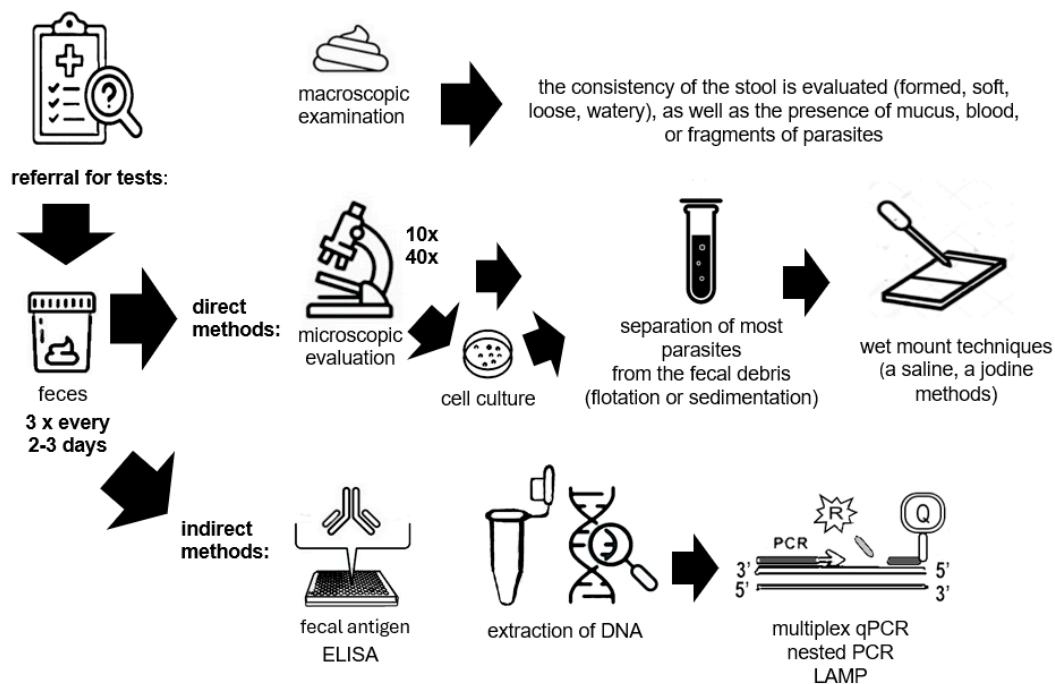 referral for tests:
feces
3 x every
2-3 days
direct
methods:
macroscopic
examination
the consistency of the stool is evaluated (formed, soft,
loose, watery), as well as the presence of mucus, blood,
or fragments of parasites
10x
40x
microscopic
evaluation
cell culture
separation of most
parasites
from the fecal debris
(flotation or sedimentation)
wet mount techniques
(a saline, a jodine
methods)
indirect
methods:
fecal antigen
ELISA
extraction of DNA
R
Q
PCR
3’ 5’
5’ 3’
multiplex qPCR
nested PCR
LAMP